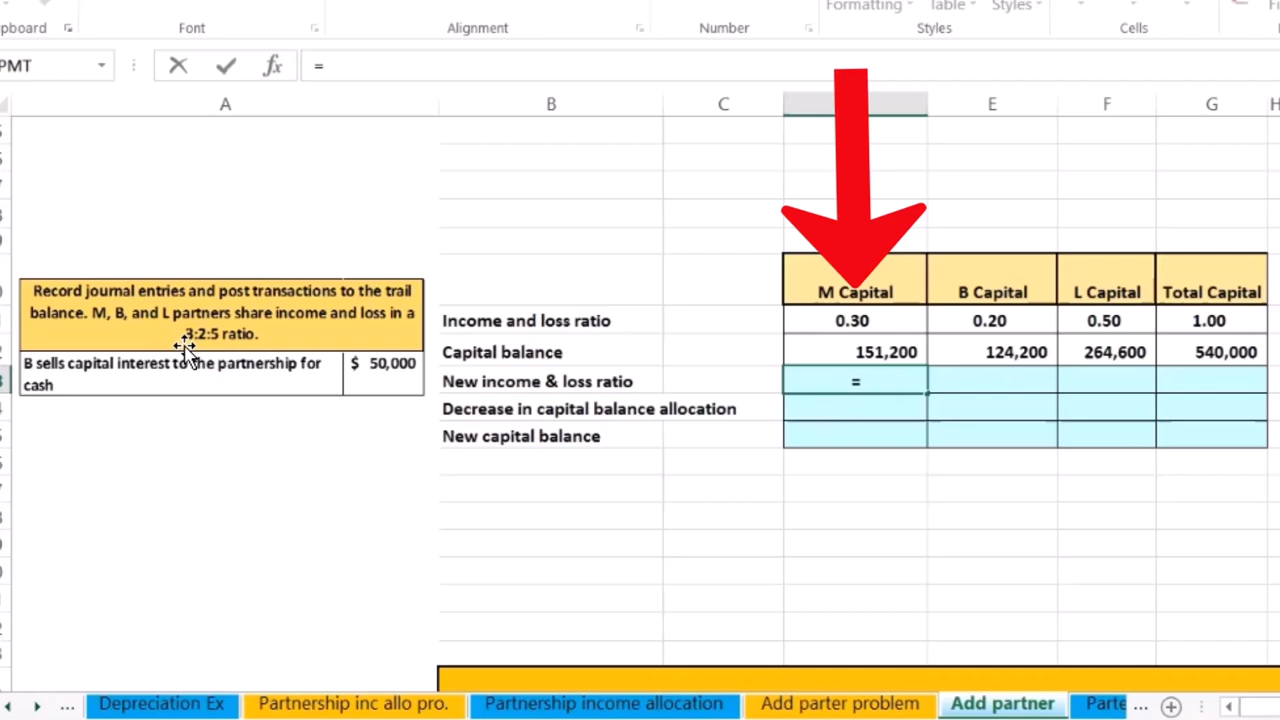 Formatting Table Styles
pboard Font Alignment Number Styles Cells
PMT fx =
A B C E F G H
M Capital B Capital L Capital Total Capital
Income and loss ratio 0.30 0.20 0.50 1.00
Capital balance 151,200 124,200 264,600 540,000
New income & loss ratio =
Decrease in capital balance allocation
New capital balance
Record journal entries and post transactions to the trail
balance. M, B, and L partners share income and loss in a
3:2:5 ratio.
B sells capital interest to the partnership for $ 50,000
cash
... Depreciation Ex Partnership inc allo pro. Partnership income allocation Add parter problem Add partner Parte ...